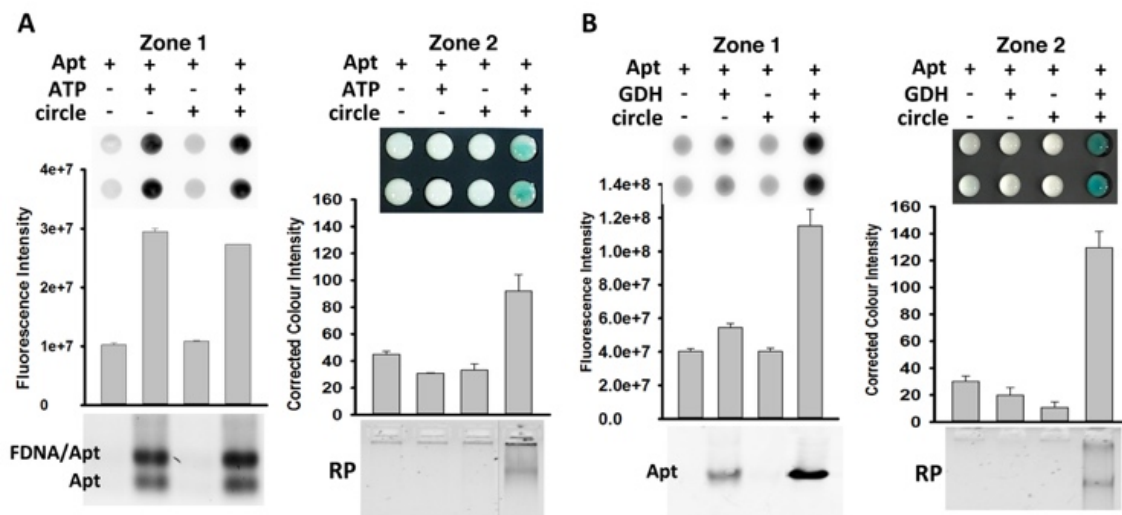 A
Zone 1
Apt + + + +
ATP - + - +
circle - - + +
4e+7
3e+7
2e+7
1e+7
0
Fluorescence Intensity
FDNA/Apt
Apt
Zone 2
Apt + + + +
ATP - + - +
circle - - + +
160
140
120
100
80
60
40
20
0
Corrected Colour Intensity
RP
B
Zone 1
Apt + + + +
GDH - + - +
circle - - + +
1.4e+8
1.2e+8
1.0e+8
8.0e+7
6.0e+7
4.0e+7
2.0e+7
0.0
Fluorescence Intensity
Apt
Zone 2
Apt + + + +
GDH - + - +
circle - - + +
160
140
120
100
80
60
40
20
0
Corrected Colour Intensity
RP